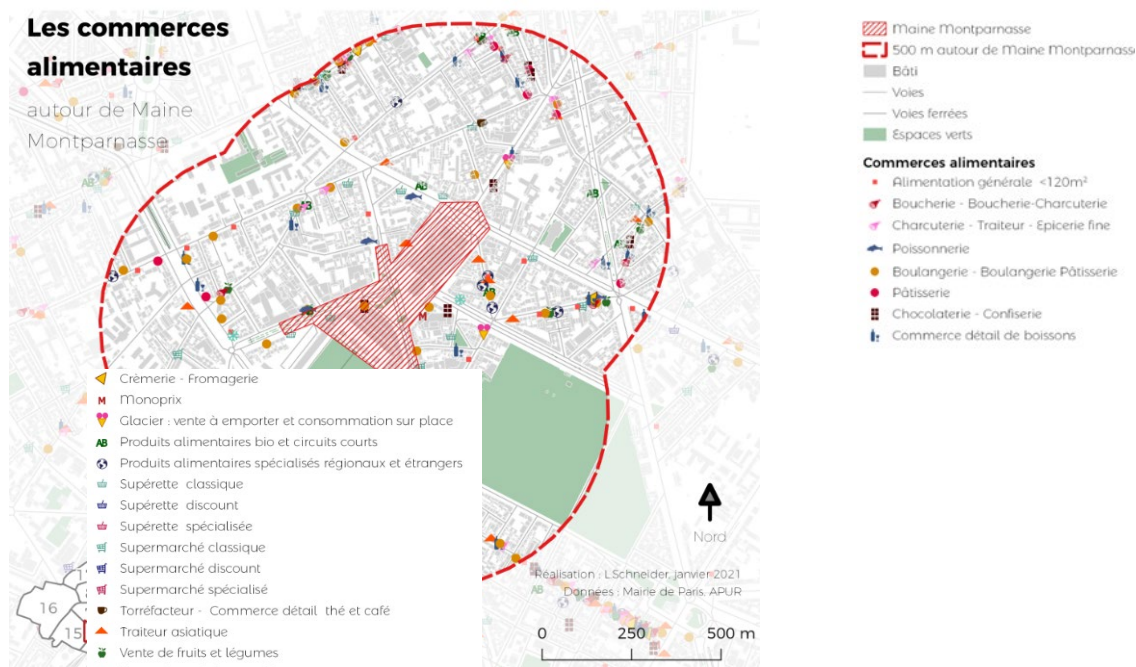 Les commerces
alimentaires
autour de Maine
Montparnasse
Maine Montparnasse
500 m autour de Maine Montparnasse
Bâti
Voies
Voies ferrées
Espaces verts
Commerces alimentaires
Alimentation générale <120m²
Boucherie - Boucherie-Charcuterie
Charcuterie - Traiteur - Epicerie fine
Poissonnerie
Boulangerie - Boulangerie Pâtisserie
Pâtisserie
Chocolaterie - Confiserie
Commerce détail de boissons
Crèmerie - Fromagerie
M Monoprix
Glacier : vente à emporter et consommation sur place
AB Produits alimentaires bio et circuits courts
Produits alimentaires spécialisés régionaux et étrangers
Supérette classique
Supérette discount
Supérette spécialisée
Supermarché classique
Supermarché discount
Supermarché spécialisé
Torréfacteur - Commerce détail thé et café
Traiteur asiatique
Vente de fruits et légumes
16
15
Nord
Réalisation : L.Schneider, janvier 2021
Données : Mairie de Paris, APUR
0 250 500 m